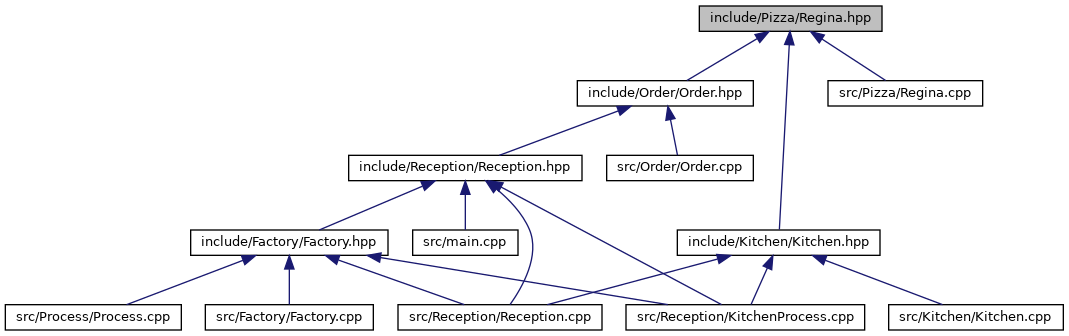 include/Pizza/Regina.hpp
include/Order/Order.hpp
src/Pizza/Regina.cpp
include/Reception/Reception.hpp
src/Order/Order.cpp
include/Factory/Factory.hpp
src/main.cpp
include/Kitchen/Kitchen.hpp
src/Process/Process.cpp
src/Factory/Factory.cpp
src/Reception/Reception.cpp
src/Reception/KitchenProcess.cpp
src/Kitchen/Kitchen.cpp